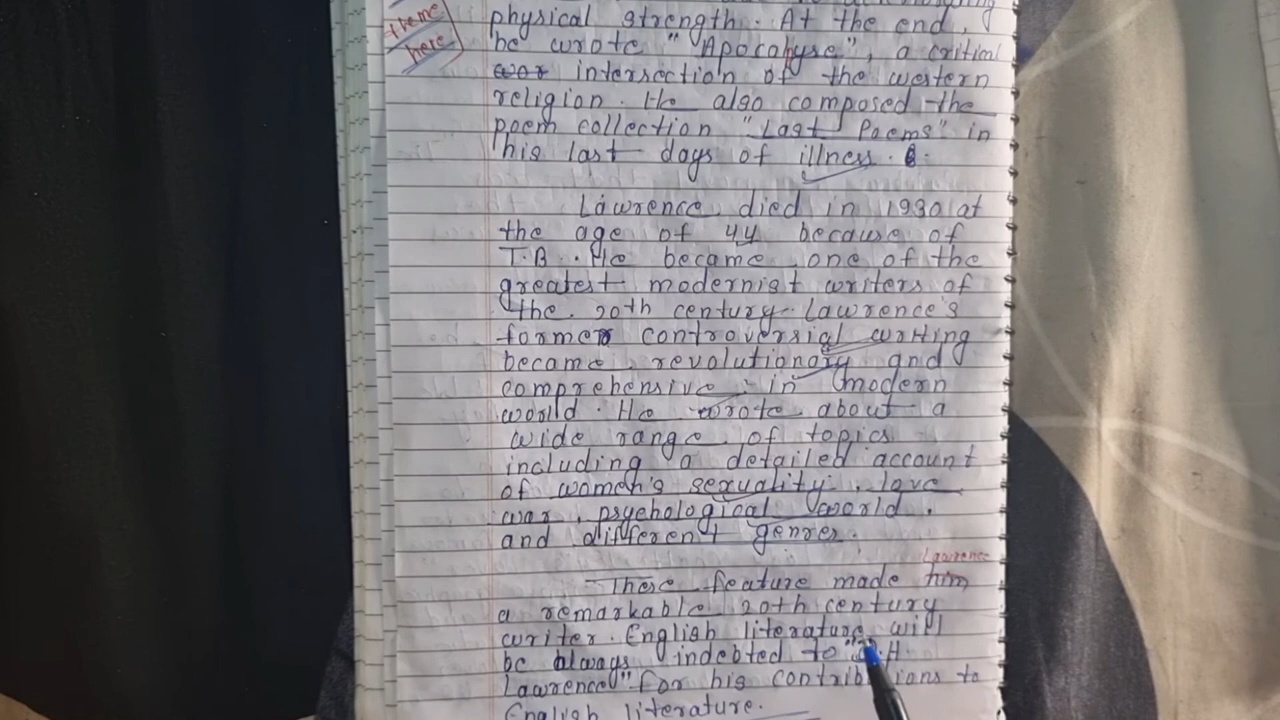 theme
here
physical strength. At the end,
he wrote "Apocalyse", a critical
intersection of the western
religion. He also composed the
poem collection "Last Poems" in
his last days of illness.
Lawrence died in 1930 at
the age of 44 because of
T.B.. He became one of the
greatest modernist writers of
the 20th century. Lawrence's
former controversial writing
became revolutionary and
comprehensive in modern
world. He wrote about a
wide range of topics
including a detailed account
of women's sexuality, love
war, psychological world,
and different genres.
Lawrence
These feature made him
a remarkable 20th century
writer. English literature will
be always indebted to "D.H.
Lawrence" for his contributions to
English literature.